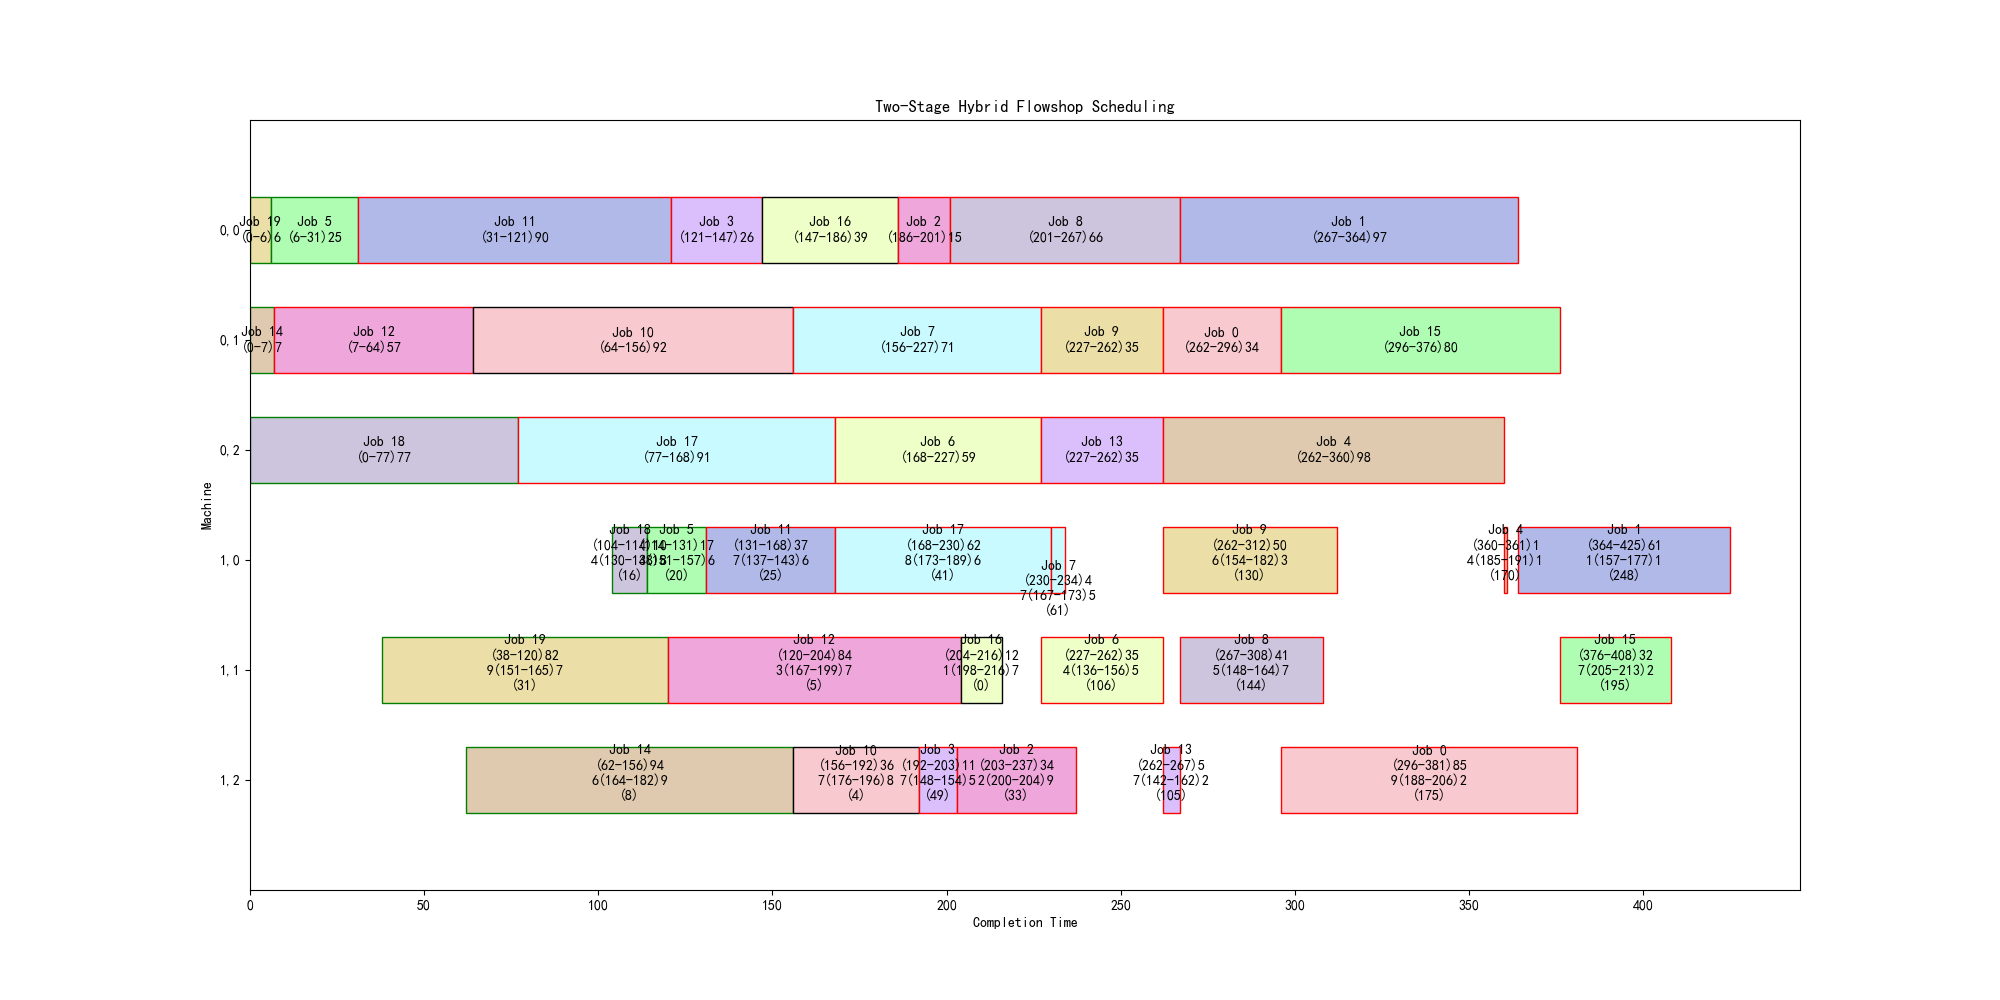 Two-Stage Hybrid Flowshop Scheduling
Machine
0,0
Job 19
(0-6)6
Job 5
(6-31)25
Job 11
(31-121)90
Job 3
(121-147)26
Job 16
(147-186)39
Job 2
(186-201)15
Job 8
(201-267)66
Job 1
(267-364)97
0,1
Job 14
(0-7)7
Job 12
(7-64)57
Job 10
(64-156)92
Job 7
(156-227)71
Job 9
(227-262)35
Job 0
(262-296)34
Job 15
(296-376)80
0,2
Job 18
(0-77)77
Job 17
(77-168)91
Job 6
(168-227)59
Job 13
(227-262)35
Job 4
(262-360)98
1,0
Job 18
(104-114)10
(16)
Job 5
(114-131)17
(20)
Job 11
(131-168)37
7(137-143)6
(25)
Job 17
(168-230)62
8(173-189)6
(41)
Job 7
(230-234)4
7(167-173)5
(61)
Job 9
(262-312)50
6(154-182)3
(130)
Job 4
(360-361)1
4(185-191)1
(170)
Job 1
(364-425)61
1(157-177)1
(248)
1,1
Job 19
(38-120)82
9(151-165)7
(31)
Job 12
(120-204)84
3(167-199)7
(5)
Job 16
(204-216)12
1(198-216)7
(0)
Job 6
(227-262)35
4(136-156)5
(106)
Job 8
(267-308)41
5(148-164)7
(144)
Job 15
(376-408)32
7(205-213)2
(195)
1,2
Job 14
(62-156)94
6(164-182)9
(8)
Job 10
(156-192)36
7(176-196)8
(4)
Job 3
(192-203)11
7(148-154)5
(49)
Job 2
(203-237)34
2(200-204)9
(33)
Job 13
(262-267)5
7(142-162)2
(105)
Job 0
(296-381)85
9(188-206)2
(175)
0 50 100 150 200 250 300 350 400
Completion Time